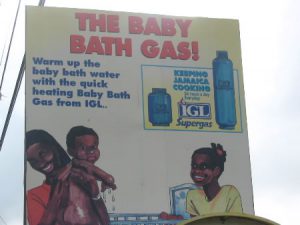 THE BABY
BATH GAS!
Warm up the
baby bath water
with the quick
heating Baby Bath
Gas from IGL..
KEEPING
JAMAICA
COOKING
IGL
Supergas